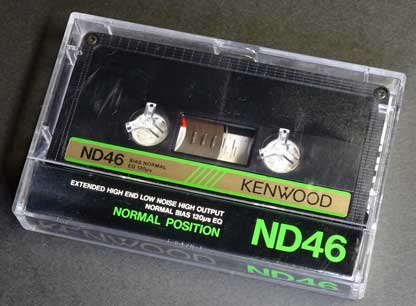 ND46
BIAS NORMAL
EQ 120µs
KENWOOD
EXTENDED HIGH END LOW NOISE HIGH OUTPUT
NORMAL BIAS 120µs EQ
NORMAL POSITION
ND46
KENWOOD
ND46